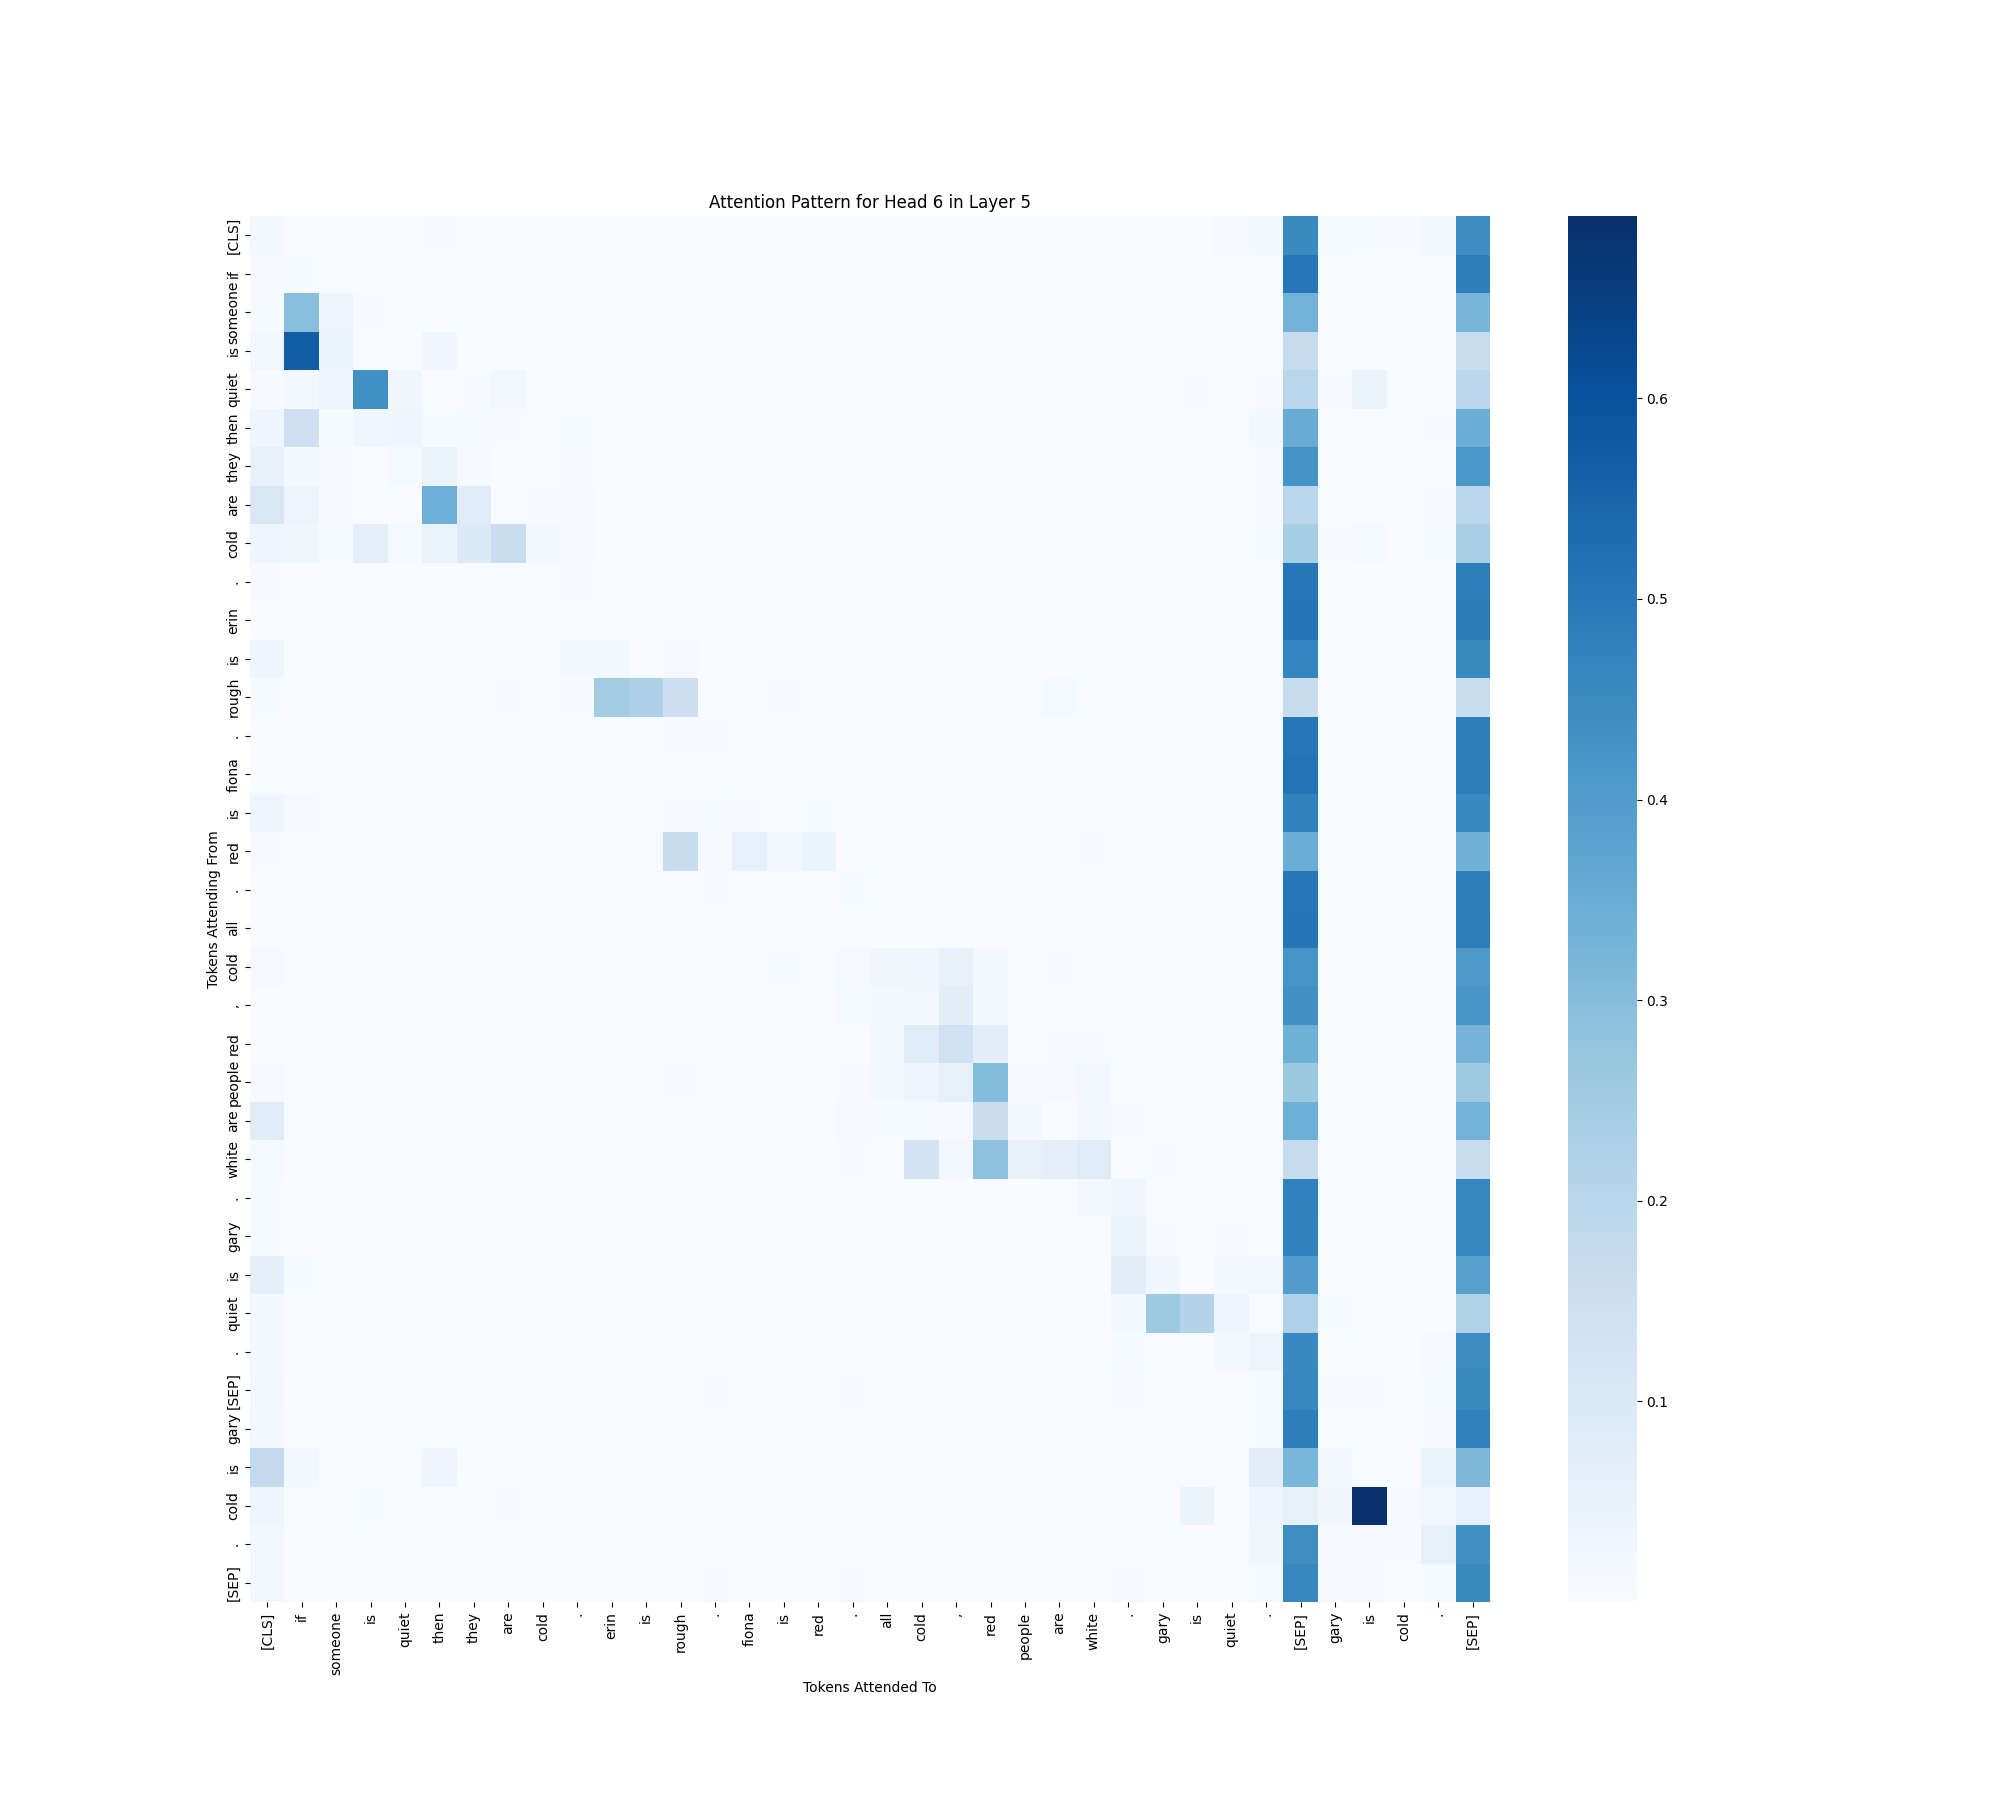 Attention Pattern for Head 6 in Layer 5
Tokens Attending From
[CLS]
if
someone
is
quiet
then
they
are
cold
.
erin
is
rough
.
fiona
is
red
.
all
cold
,
red
people
are
white
.
gary
is
quiet
.
[SEP]
gary
is
cold
.
[SEP]
[CLS]
if
someone
is
quiet
then
they
are
cold
.
erin
is
rough
.
fiona
is
red
.
all
cold
,
red
people
are
white
.
gary
is
quiet
.
[SEP]
gary
is
cold
.
[SEP]
Tokens Attended To
0.6
0.5
0.4
0.3
0.2
0.1